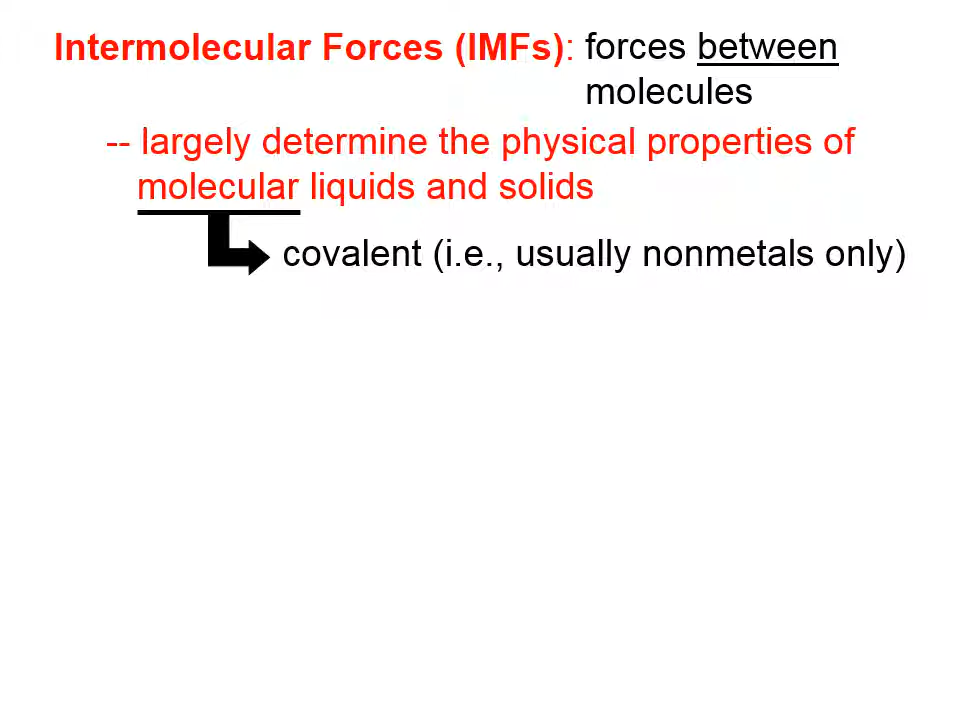 Intermolecular Forces (IMFs): forces between
molecules
-- largely determine the physical properties of
molecular liquids and solids
covalent (i.e., usually nonmetals only)